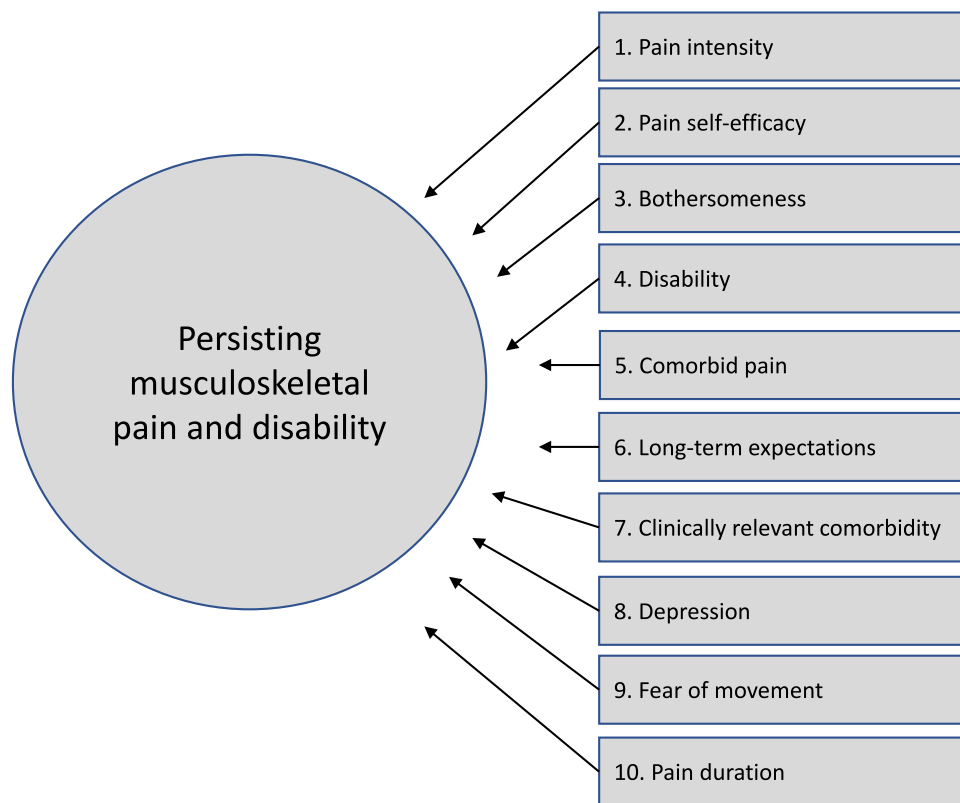 Persisting
musculoskeletal
pain and disability
1. Pain intensity
2. Pain self-efficacy
3. Bothersomeness
4. Disability
5. Comorbid pain
6. Long-term expectations
7. Clinically relevant comorbidity
8. Depression
9. Fear of movement
10. Pain duration